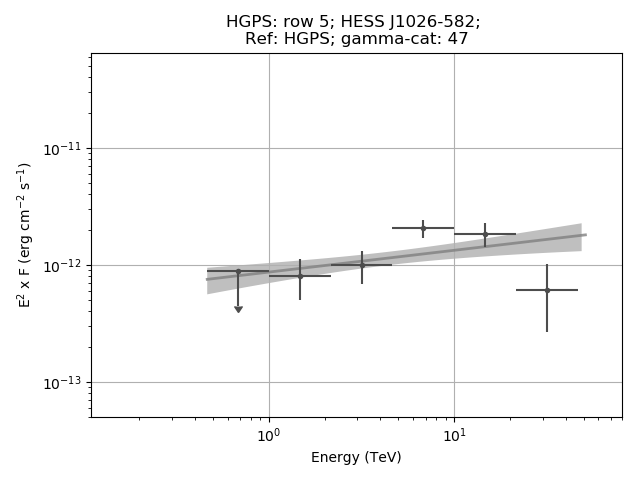 HGPS: row 5; HESS J1026-582;
Ref: HGPS; gamma-cat: 47
E² x F (erg cm⁻² s⁻¹)
10⁻¹¹
10⁻¹²
10⁻¹³
10⁰ 10¹
Energy (TeV)